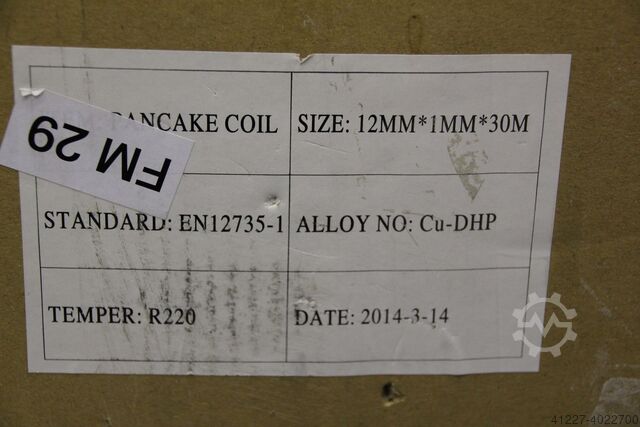 PANCAKE COIL
SIZE: 12MM*1MM*30M
FM 29
STANDARD: EN12735-1
ALLOY NO: Cu-DHP
TEMPER: R220
DATE: 2014-3-14
41227-4022700